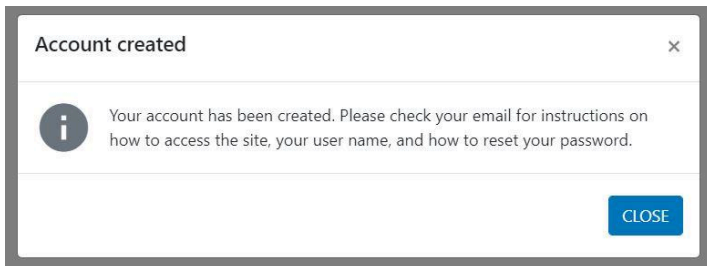 Account created
×
Your account has been created. Please check your email for instructions on
how to access the site, your user name, and how to reset your password.
CLOSE